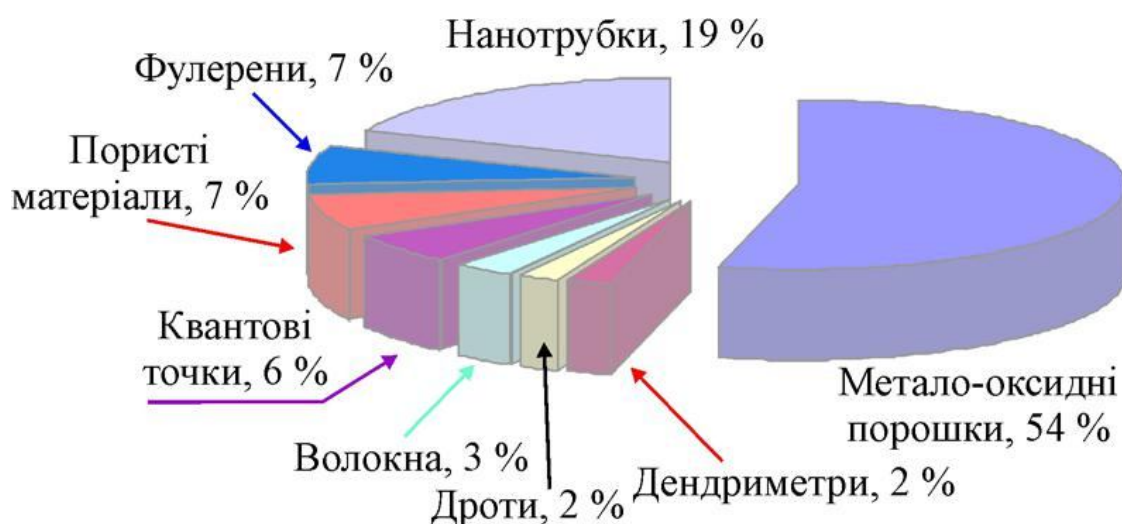 Нанотрубки, 19 %
Фулерени, 7 %
Пористі
матеріали, 7 %
Квантові
точки, 6 %
Волокна, 3 %
Дроти, 2 %
Дендриметри, 2 %
Метало-оксидні
порошки, 54 %